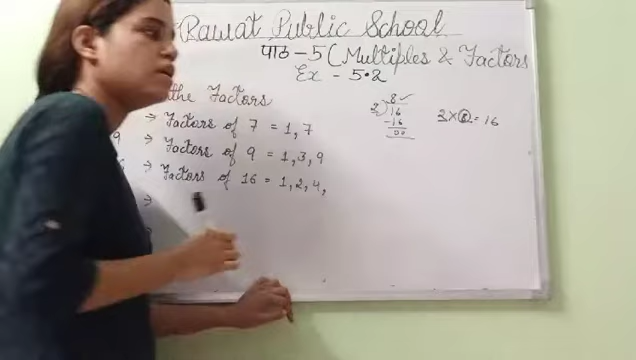 Rawat Public School
पाठ - 5 (Multiples & Factors
Ex - 5.2
the Factors
9 → Factors of 7 = 1, 7
→ Factors of 9 = 1, 3, 9
→ Factors of 16 = 1, 2, 4,
→
8 ✓
2) 16
-16
00
3 × = 16